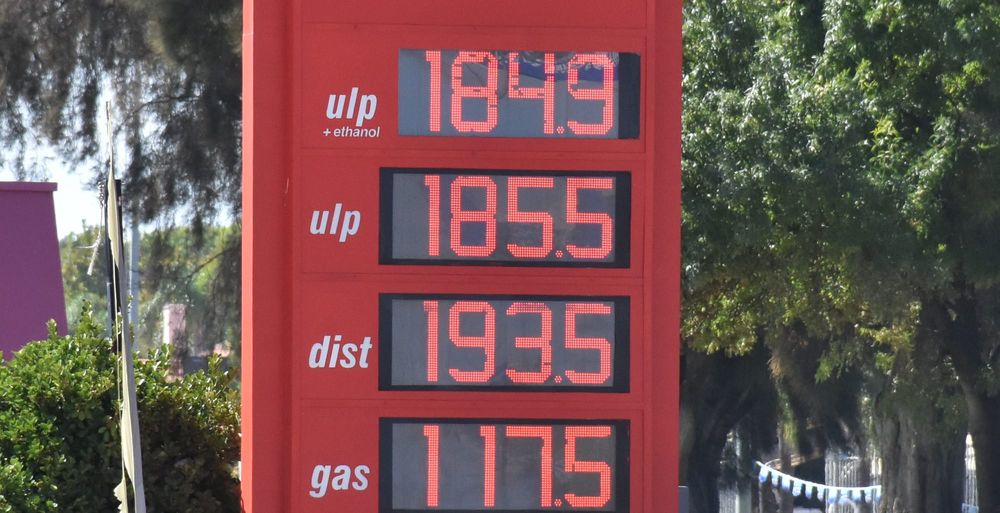 ulp 184.9
+ ethanol
ulp 185.5
dist 193.5
gas 117.5